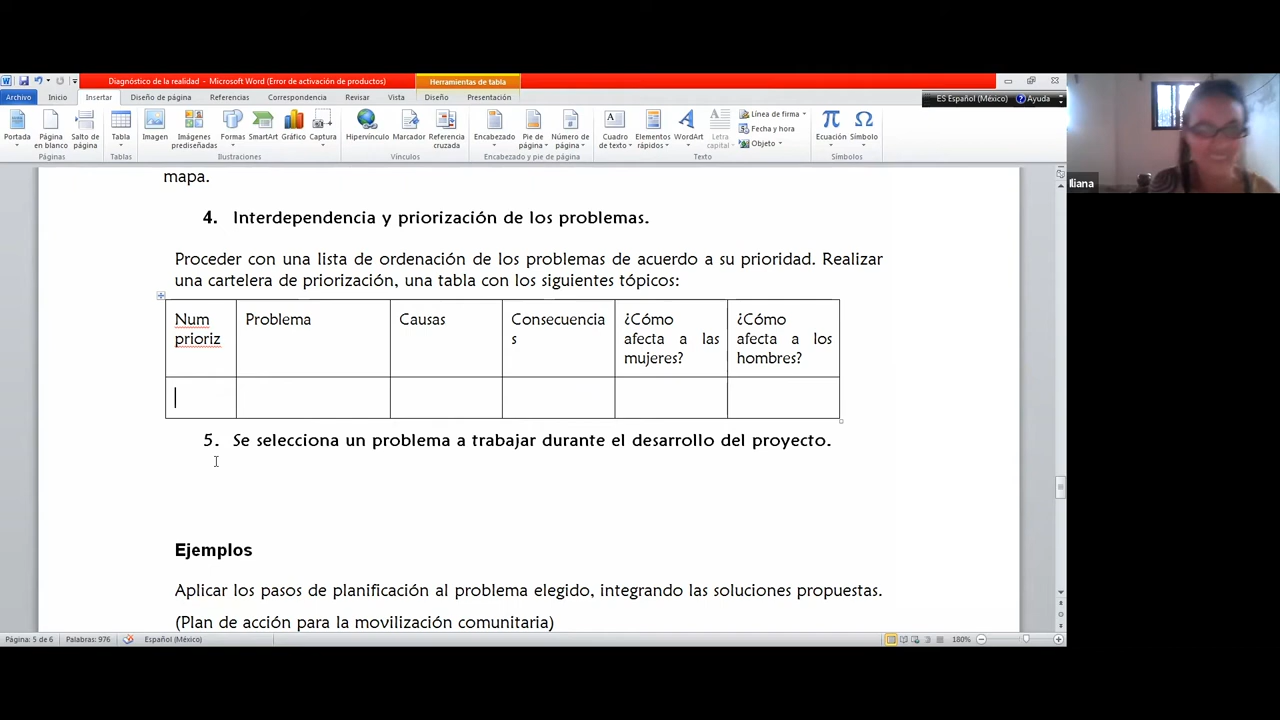 Diagnóstico de la realidad - Microsoft Word (Error de activación de productos)
Herramientas de tabla
Archivo Inicio Insertar Diseño de página Referencias Correspondencia Revisar Vista Diseño Presentación
ES Español (México) Ayuda
Portada Página en blanco Salto de página
Páginas
Tabla
Tablas
Imagen Imágenes prediseñadas Formas SmartArt Gráfico Captura
Ilustraciones
Hipervínculo Marcador Referencia cruzada
Vínculos
Encabezado Pie de página Número de página
Encabezado y pie de página
Cuadro de texto Elementos rápidos WordArt Letra capital
Línea de firma
Fecha y hora
Objeto
Texto
Ecuación Símbolo
Símbolos
Iliana
mapa.
4. Interdependencia y priorización de los problemas.
Proceder con una lista de ordenación de los problemas de acuerdo a su prioridad. Realizar
una cartelera de priorización, una tabla con los siguientes tópicos:
Num prioriz
Problema
Causas
Consecuencia
s
¿Cómo
afecta a las
mujeres?
¿Cómo
afecta a los
hombres?
5. Se selecciona un problema a trabajar durante el desarrollo del proyecto.
Ejemplos
Aplicar los pasos de planificación al problema elegido, integrando las soluciones propuestas.
(Plan de acción para la movilización comunitaria)
Página: 5 de 6 Palabras: 976 Español (México) 180%